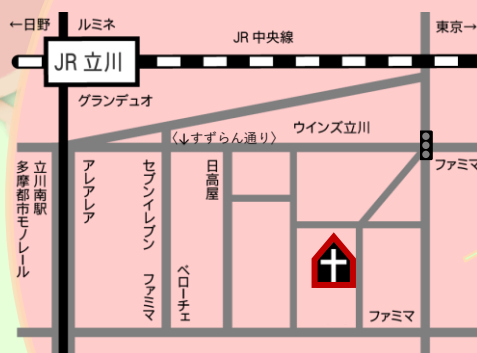 ←日野
ルミネ
JR 中央線
東京→
JR 立川
グランデュオ
ウインズ立川
〈↓すずらん通り〉
ファミマ
立川南駅
多摩都市モノレール
アレアレア
セブンイレブン
ファミマ
日高屋
ベローチェ
ファミマ